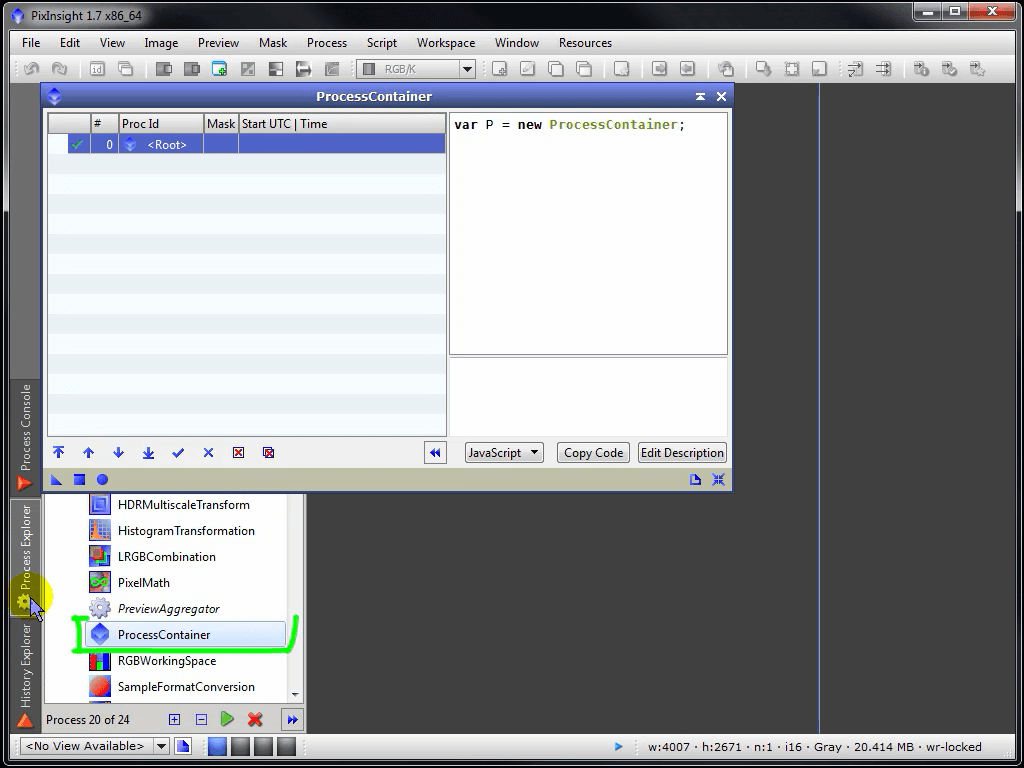 PixInsight 1.7 x86_64
File Edit View Image Preview Mask Process Script Workspace Window Resources
id RGB/K
ProcessContainer
# Proc Id Mask Start UTC | Time
0 <Root>
var P = new ProcessContainer;
JavaScript Copy Code Edit Description
Process Console
Process Explorer
History Explorer
HDRMultiscaleTransform
HistogramTransformation
LRGBCombination
PixelMath
PreviewAggregator
ProcessContainer
RGBWorkingSpace
SampleFormatConversion
Process 20 of 24
<No View Available> w:4007 · h:2671 · n:1 · i16 · Gray · 20.414 MB · wr-locked